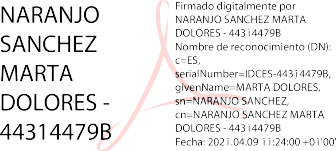 NARANJO
SANCHEZ
MARTA
DOLORES -
44314479B
Firmado digitalmente por
NARANJO SANCHEZ MARTA
DOLORES - 44314479B
Nombre de reconocimiento (DN):
c=ES,
serialNumber=IDCES-44314479B,
givenName=MARTA DOLORES,
sn=NARANJO SANCHEZ,
cn=NARANJO SANCHEZ MARTA
DOLORES - 44314479B
Fecha: 2021.04.09 11:24:00 +01'00'